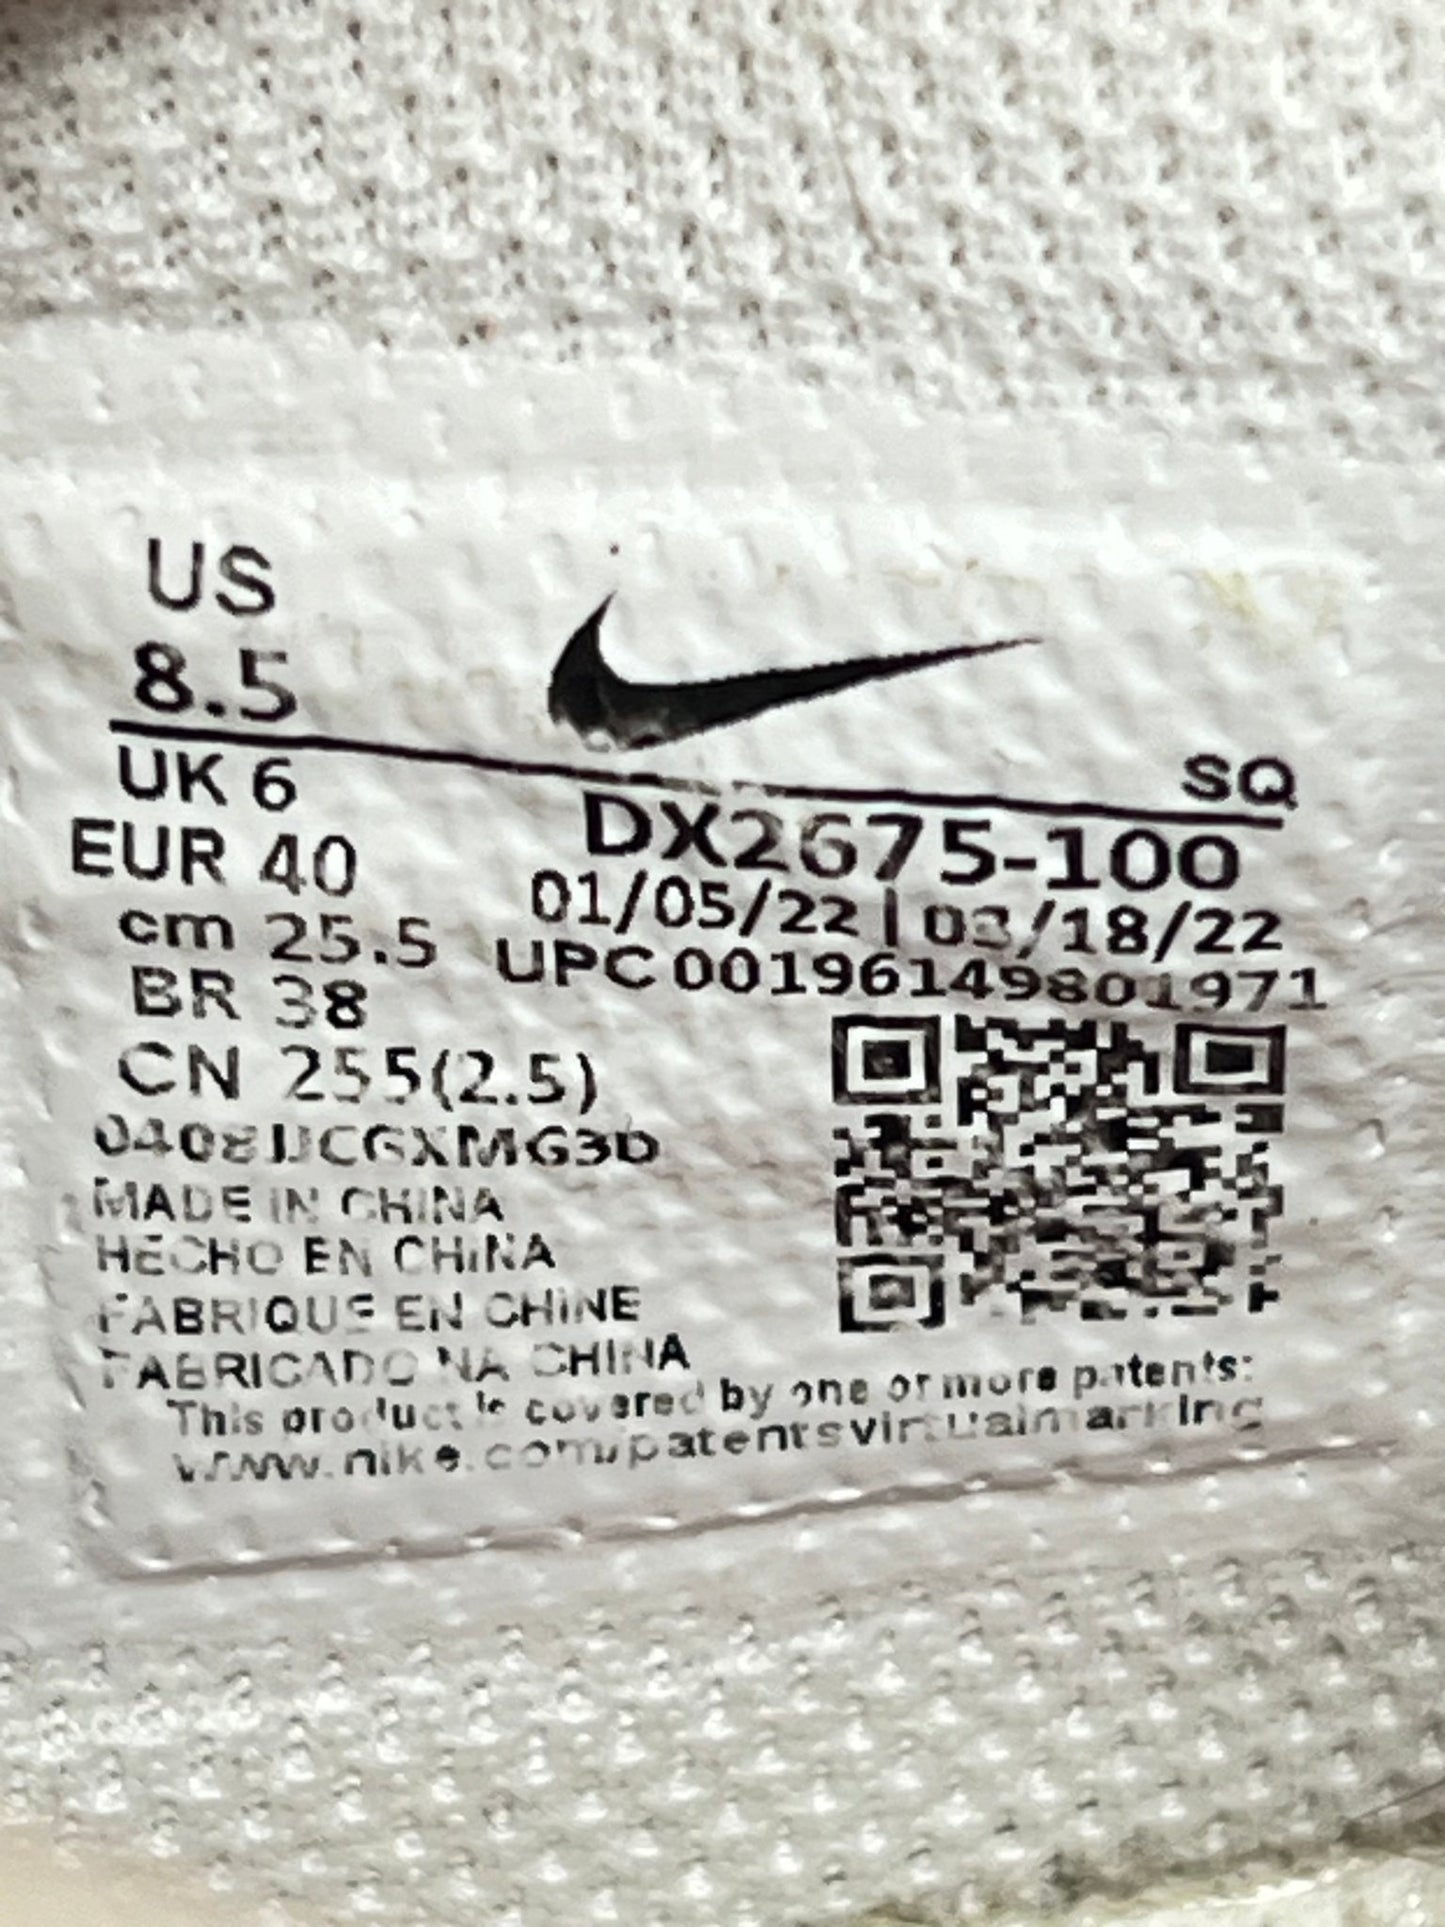 US
8.5
SQ
UK 6
DX2675-100
EUR 40
01/05/22 | 03/18/22
cm 25.5
UPC 00196149801971
BR 38
CN 255(2.5)
MADE IN CHINA
HECHO EN CHINA
FABRIQUE EN CHINE
FABRICADO NA CHINA
This product is covered by one or more patents:
www.nike.com/patentsvirtualmarking